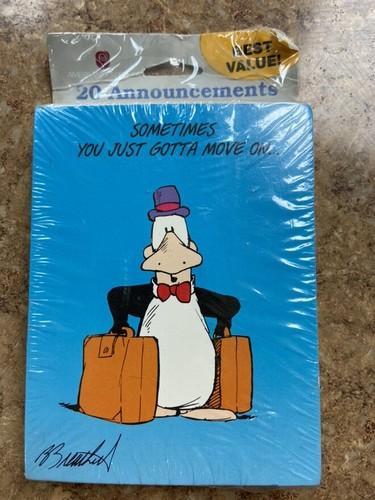 BEST
VALUE!
20 Announcements
SOMETIMES
YOU JUST GOTTA MOVE ON...